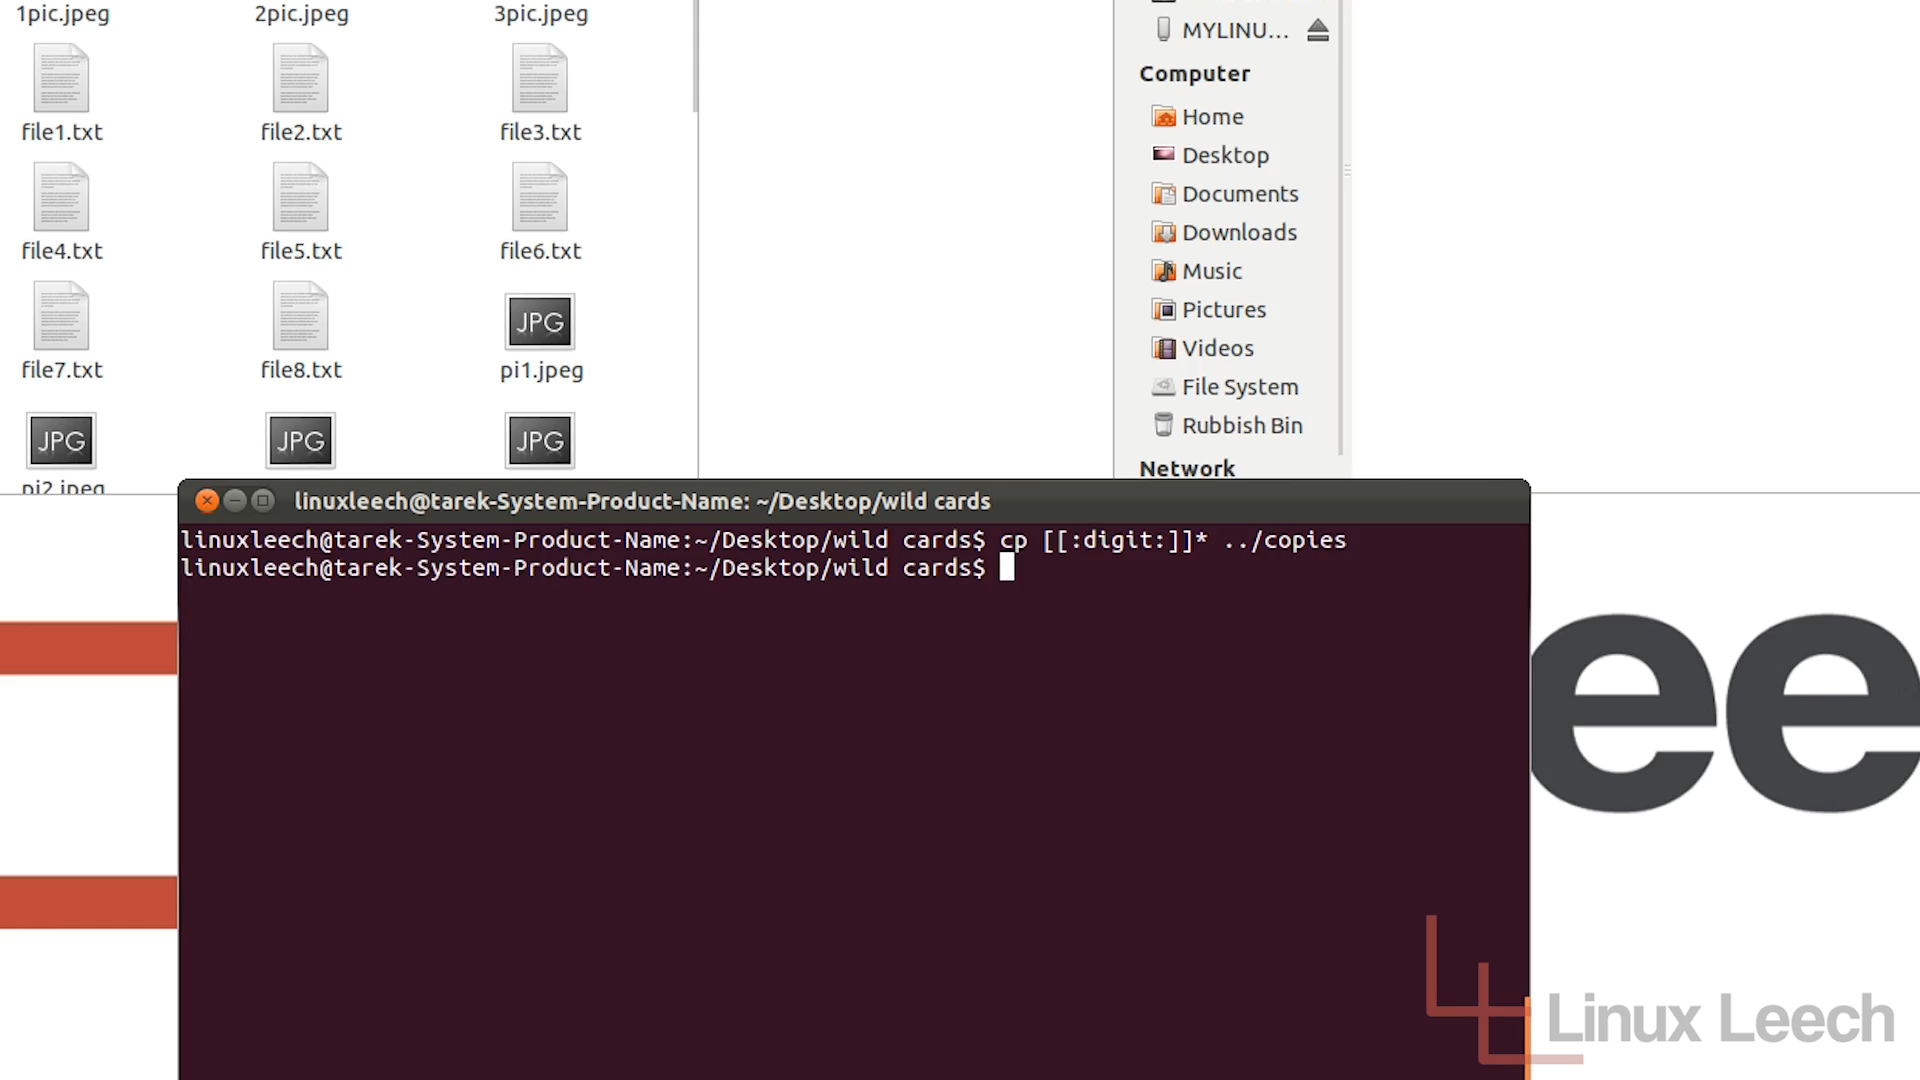 1pic.jpeg 2pic.jpeg 3pic.jpeg
file1.txt file2.txt file3.txt
file4.txt file5.txt file6.txt
JPG
file7.txt file8.txt pi1.jpeg
JPG JPG JPG
pi2.jpeg
MYLINU...
Computer
Home
Desktop
Documents
Downloads
Music
Pictures
Videos
File System
Rubbish Bin
Network
linuxleech@tarek-System-Product-Name: ~/Desktop/wild cards
linuxleech@tarek-System-Product-Name:~/Desktop/wild cards$ cp [[:digit:]]* ../copies
linuxleech@tarek-System-Product-Name:~/Desktop/wild cards$
ee
Linux Leech